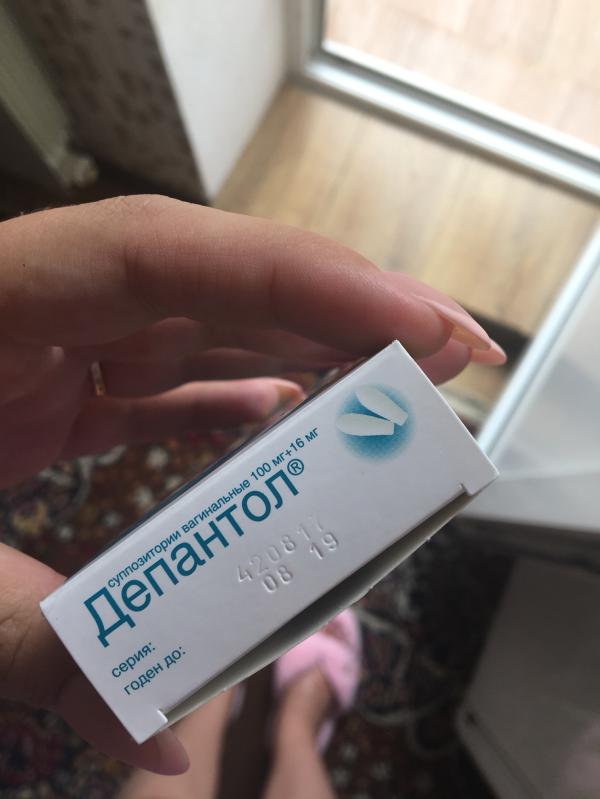 суппозитории вагинальные 100 мг+16 мг
Депантол®
серия: 420817
годен до: 08 19